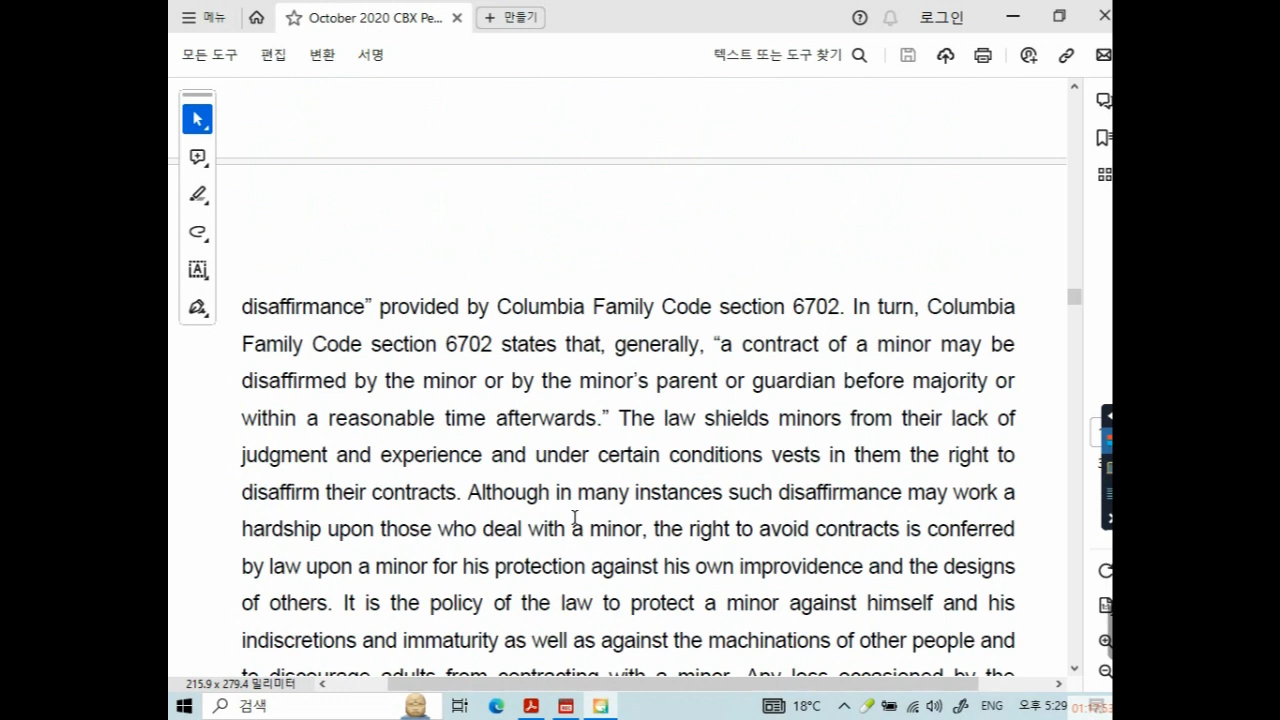 메뉴
October 2020 CBX Pe...
만들기
로그인
모든 도구 편집 변환 서명
텍스트 또는 도구 찾기
disaffirmance” provided by Columbia Family Code section 6702. In turn, Columbia
Family Code section 6702 states that, generally, “a contract of a minor may be
disaffirmed by the minor or by the minor’s parent or guardian before majority or
within a reasonable time afterwards.” The law shields minors from their lack of
judgment and experience and under certain conditions vests in them the right to
disaffirm their contracts. Although in many instances such disaffirmance may work a
hardship upon those who deal with a minor, the right to avoid contracts is conferred
by law upon a minor for his protection against his own improvidence and the designs
of others. It is the policy of the law to protect a minor against himself and his
indiscretions and immaturity as well as against the machinations of other people and
to discourage adults from contracting with a minor. Any loss occasioned by the
215.9 x 279.4 밀리미터
검색
18°C
ENG
오후 5:29
01:17:53